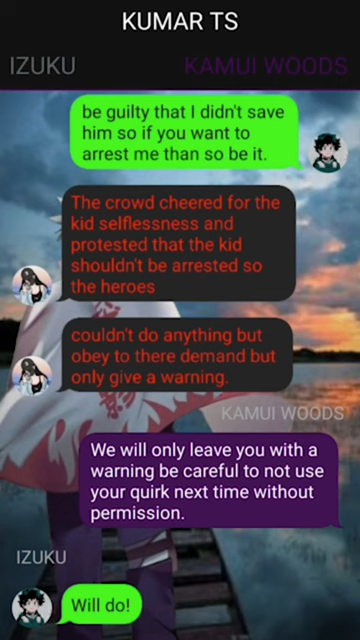 KUMAR TS
IZUKU
KAMUI WOODS
be guilty that I didn't save
him so if you want to
arrest me than so be it.
The crowd cheered for the
kid selflessness and
protested that the kid
shouldn't be arrested so
the heroes
couldn't do anything but
obey to there demand but
only give a warning.
KAMUI WOODS
We will only leave you with a
warning be careful to not use
your quirk next time without
permission.
IZUKU
Will do!